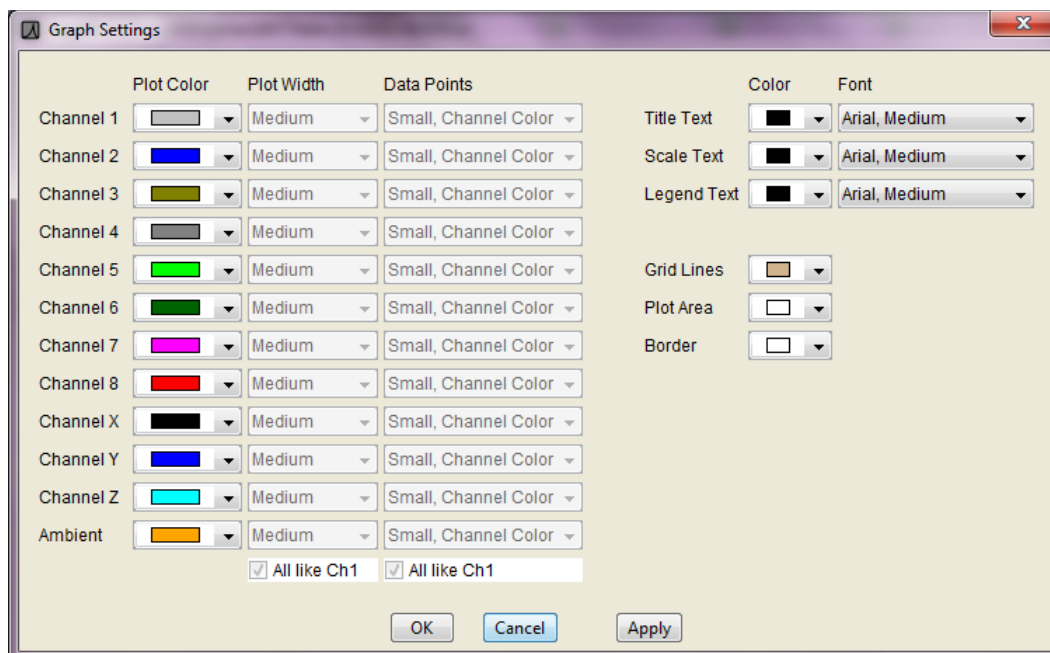 Graph Settings
Plot Color Plot Width Data Points Color Font
Channel 1 Medium Small, Channel Color Title Text Arial, Medium
Channel 2 Medium Small, Channel Color Scale Text Arial, Medium
Channel 3 Medium Small, Channel Color Legend Text Arial, Medium
Channel 4 Medium Small, Channel Color
Channel 5 Medium Small, Channel Color Grid Lines
Channel 6 Medium Small, Channel Color Plot Area
Channel 7 Medium Small, Channel Color Border
Channel 8 Medium Small, Channel Color
Channel X Medium Small, Channel Color
Channel Y Medium Small, Channel Color
Channel Z Medium Small, Channel Color
Ambient Medium Small, Channel Color
All like Ch1 All like Ch1
OK Cancel Apply